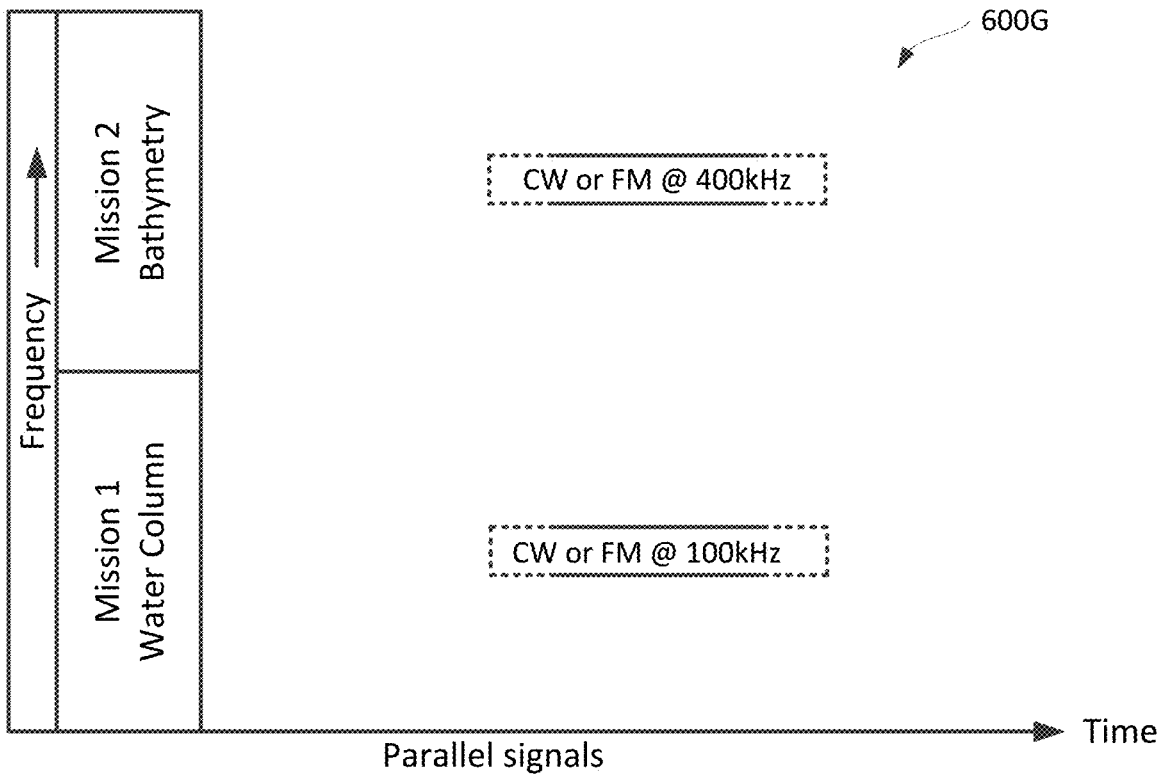 600G
Frequency
Mission 2
Bathymetry
CW or FM @ 400kHz
Mission 1
Water Column
CW or FM @ 100kHz
Time
Parallel signals